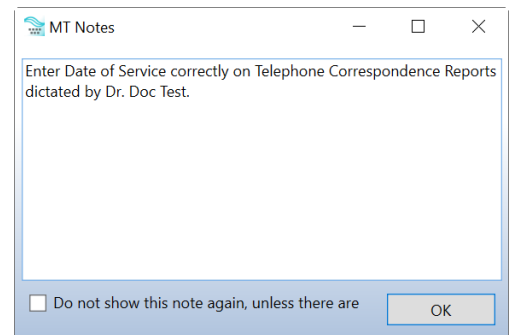 MT Notes
Enter Date of Service correctly on Telephone Correspondence Reports
dictated by Dr. Doc Test.
Do not show this note again, unless there are
OK